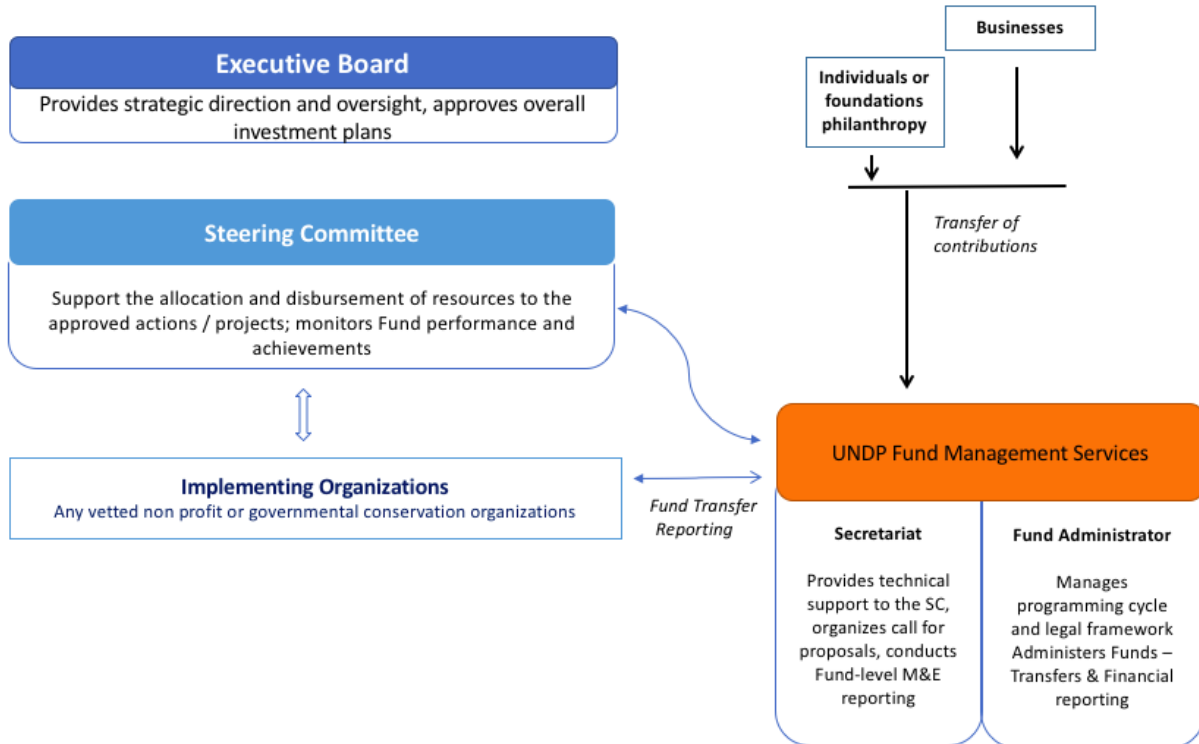 Executive Board
Provides strategic direction and oversight, approves overall
investment plans
Steering Committee
Support the allocation and disbursement of resources to the
approved actions / projects; monitors Fund performance and
achievements
Implementing Organizations
Any vetted non profit or governmental conservation organizations
Businesses
Individuals or
foundations
philanthropy
Transfer of
contributions
Fund Transfer
Reporting
UNDP Fund Management Services
Secretariat
Provides technical
support to the SC,
organizes call for
proposals, conducts
Fund-level M&E
reporting
Fund Administrator
Manages
programming cycle
and legal framework
Administers Funds –
Transfers & Financial
reporting